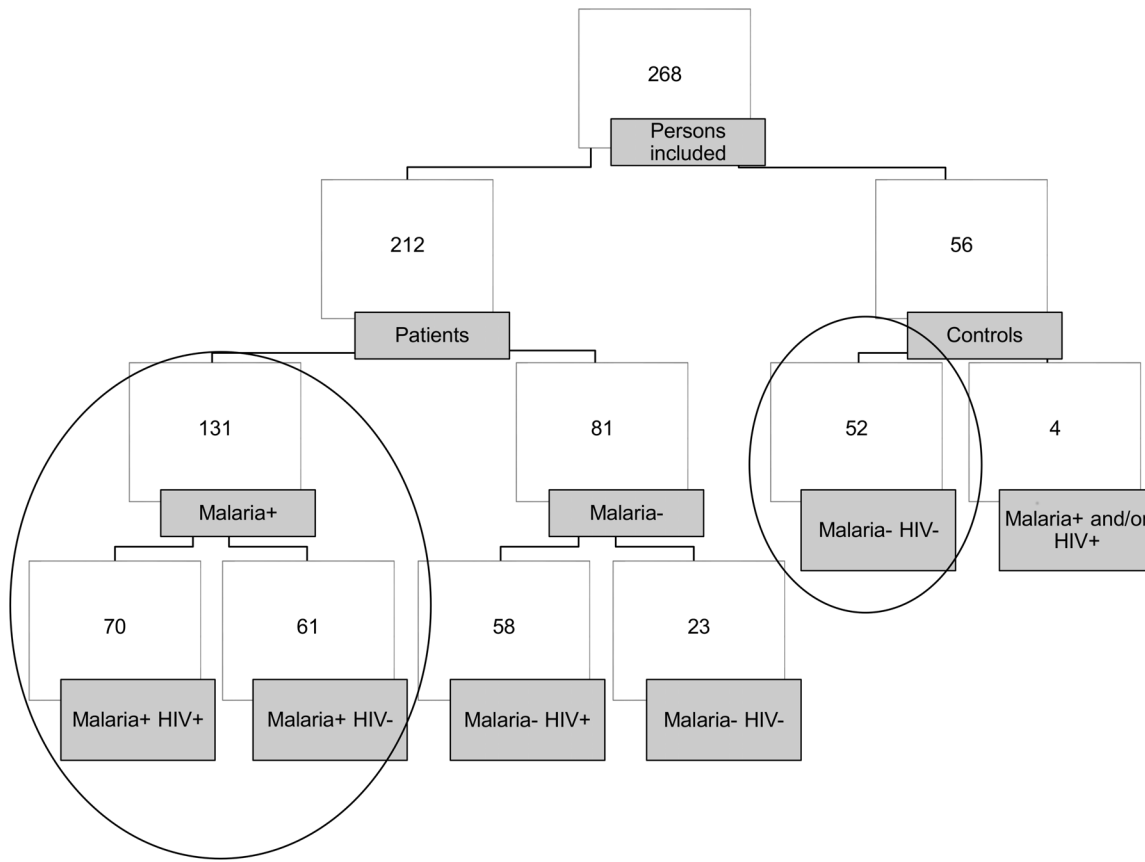 268
Persons
included
212
56
Patients
Controls
131
81
52
4
Malaria+
Malaria-
Malaria- HIV-
Malaria+ and/or
HIV+
70
61
58
23
Malaria+ HIV+
Malaria+ HIV-
Malaria- HIV+
Malaria- HIV-